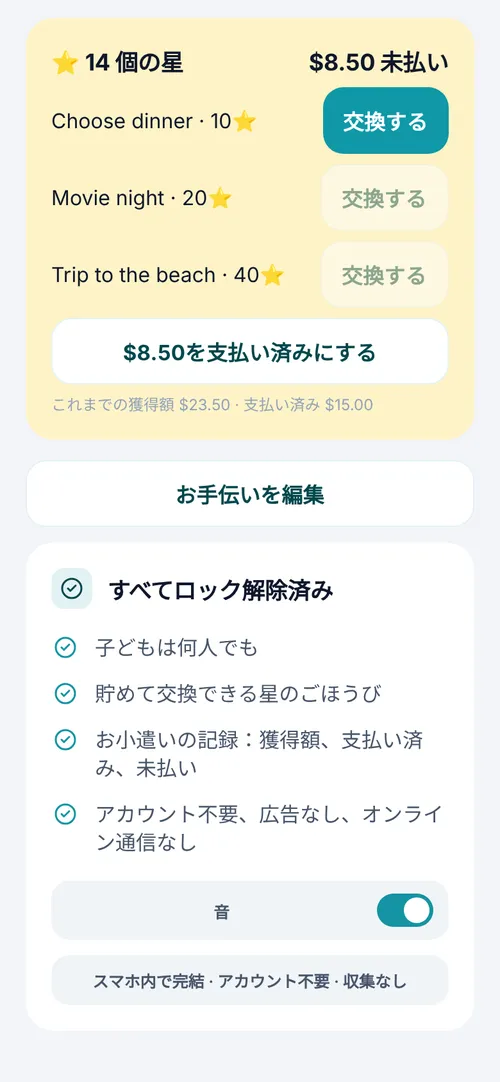 ⭐ 14 個の星
$8.50 未払い
Choose dinner · 10⭐
交換する
Movie night · 20⭐
交換する
Trip to the beach · 40⭐
交換する
$8.50を支払い済みにする
これまでの獲得額 $23.50 · 支払い済み $15.00
お手伝いを編集
すべてロック解除済み
子どもは何人でも
貯めて交換できる星のごほうび
お小遣いの記録：獲得額、支払い済
み、未払い
アカウント不要、広告なし、オンライ
ン通信なし
音
スマホ内で完結 · アカウント不要 · 収集なし